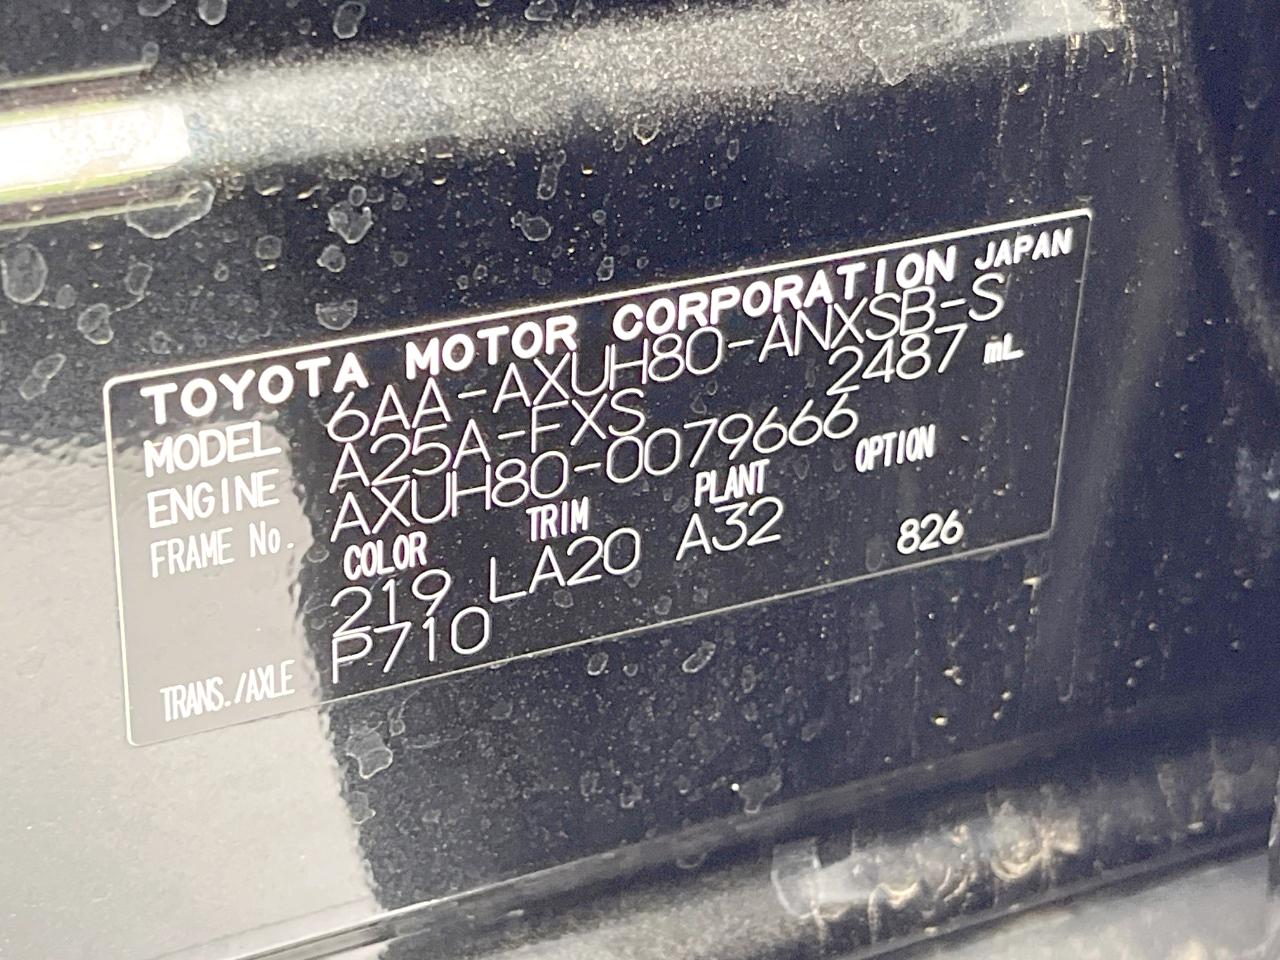 TOYOTA MOTOR CORPORATION JAPAN
MODEL 6AA-AXUH80-ANXSB-S
ENGINE A25A-FXS 2487 mL
FRAME No. AXUH80-0079666
COLOR TRIM PLANT OPTION
219 LA20 A32 826
TRANS./AXLE P710